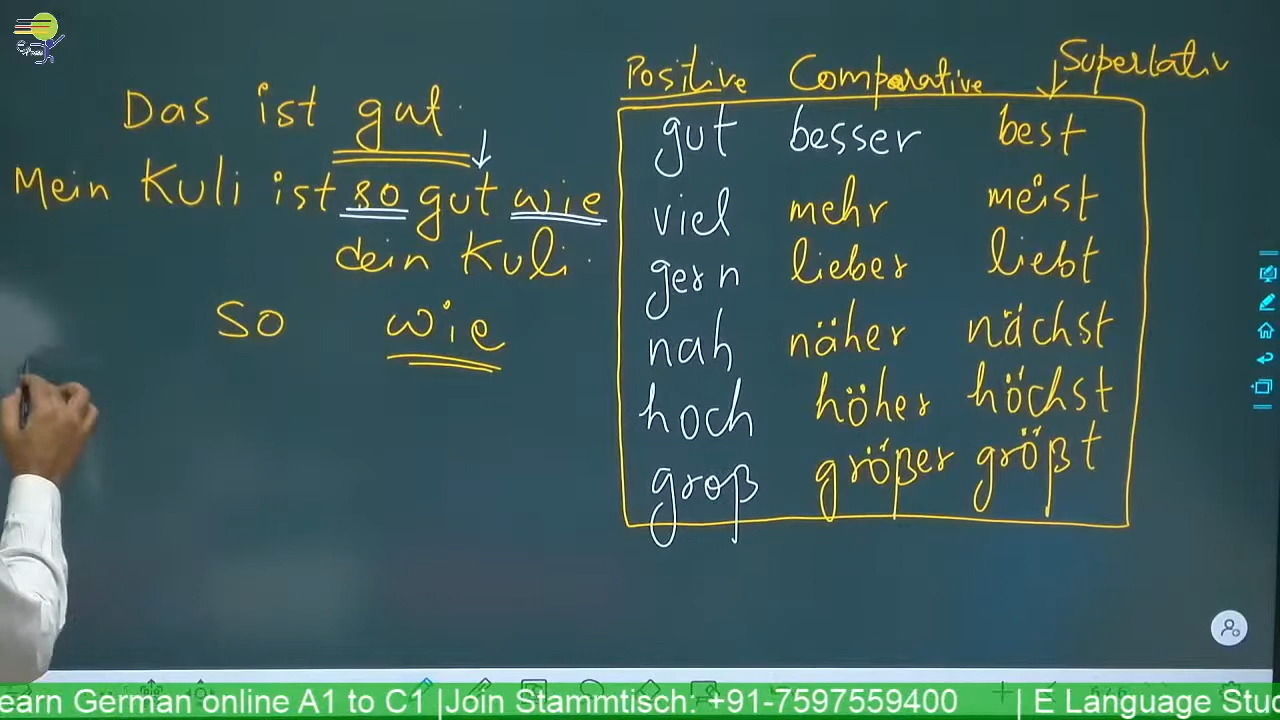 Das ist gut.
Mein Kuli ist so gut wie
dein Kuli.
so wie
Positive Comparative Superlativ
gut besser best
viel mehr meist
gern lieber liebt
nah näher nächst
hoch höher höchst
groß größer größt
earn German online A1 to C1 |Join Stammtisch: +91-7597559400 | E Language Stud